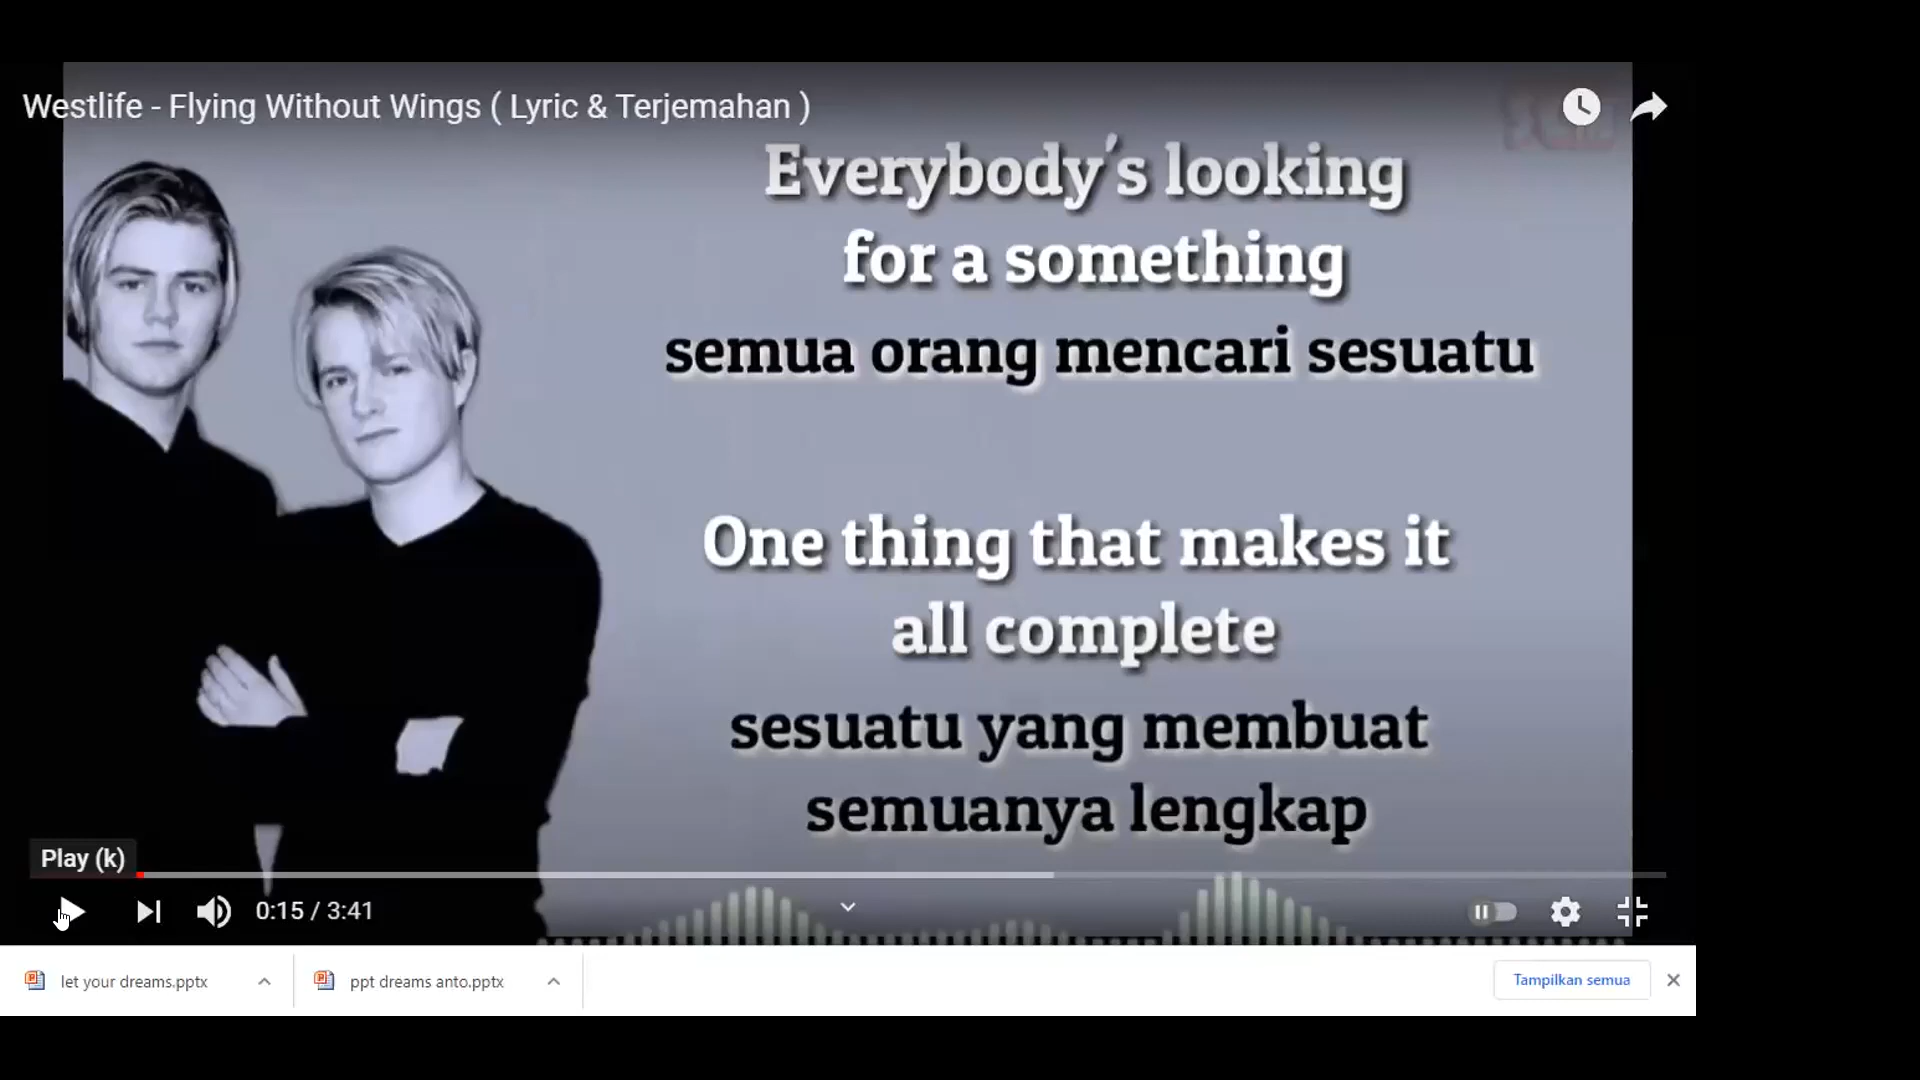 Westlife - Flying Without Wings ( Lyric & Terjemahan )
Everybody's looking
for a something
semua orang mencari sesuatu
One thing that makes it
all complete
sesuatu yang membuat
semuanya lengkap
Play (k)
0:15 / 3:41
let your dreams.pptx
ppt dreams anto.pptx
Tampilkan semua